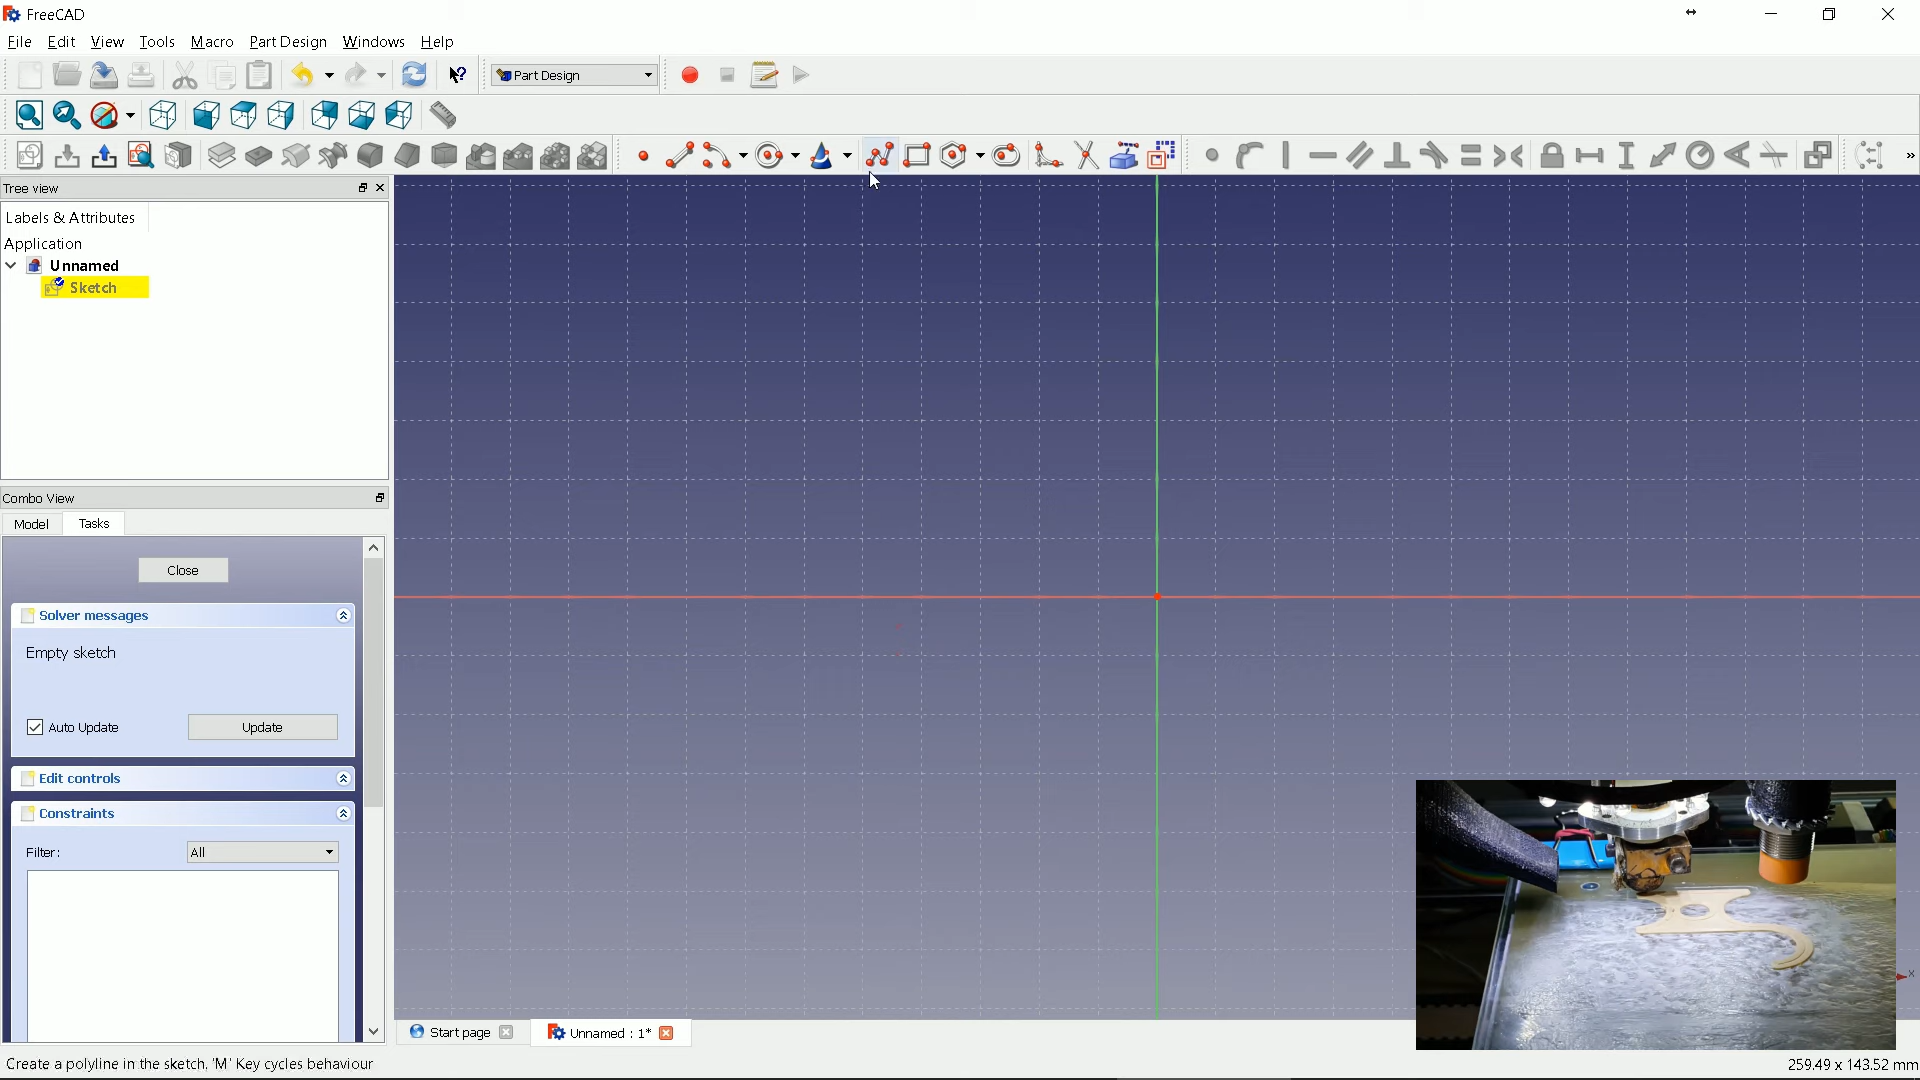 FreeCAD
File Edit View Tools Macro Part Design Windows Help
Part Design
»
Tree view
Labels & Attributes
Application
Unnamed
Sketch
Combo View
Model Tasks
Close
Solver messages
Empty sketch
Auto Update Update
Edit controls
Constraints
Filter: All
X
Start page Unnamed : 1*
Create a polyline in the sketch, 'M' Key cycles behaviour
259.49 x 143.52 mm